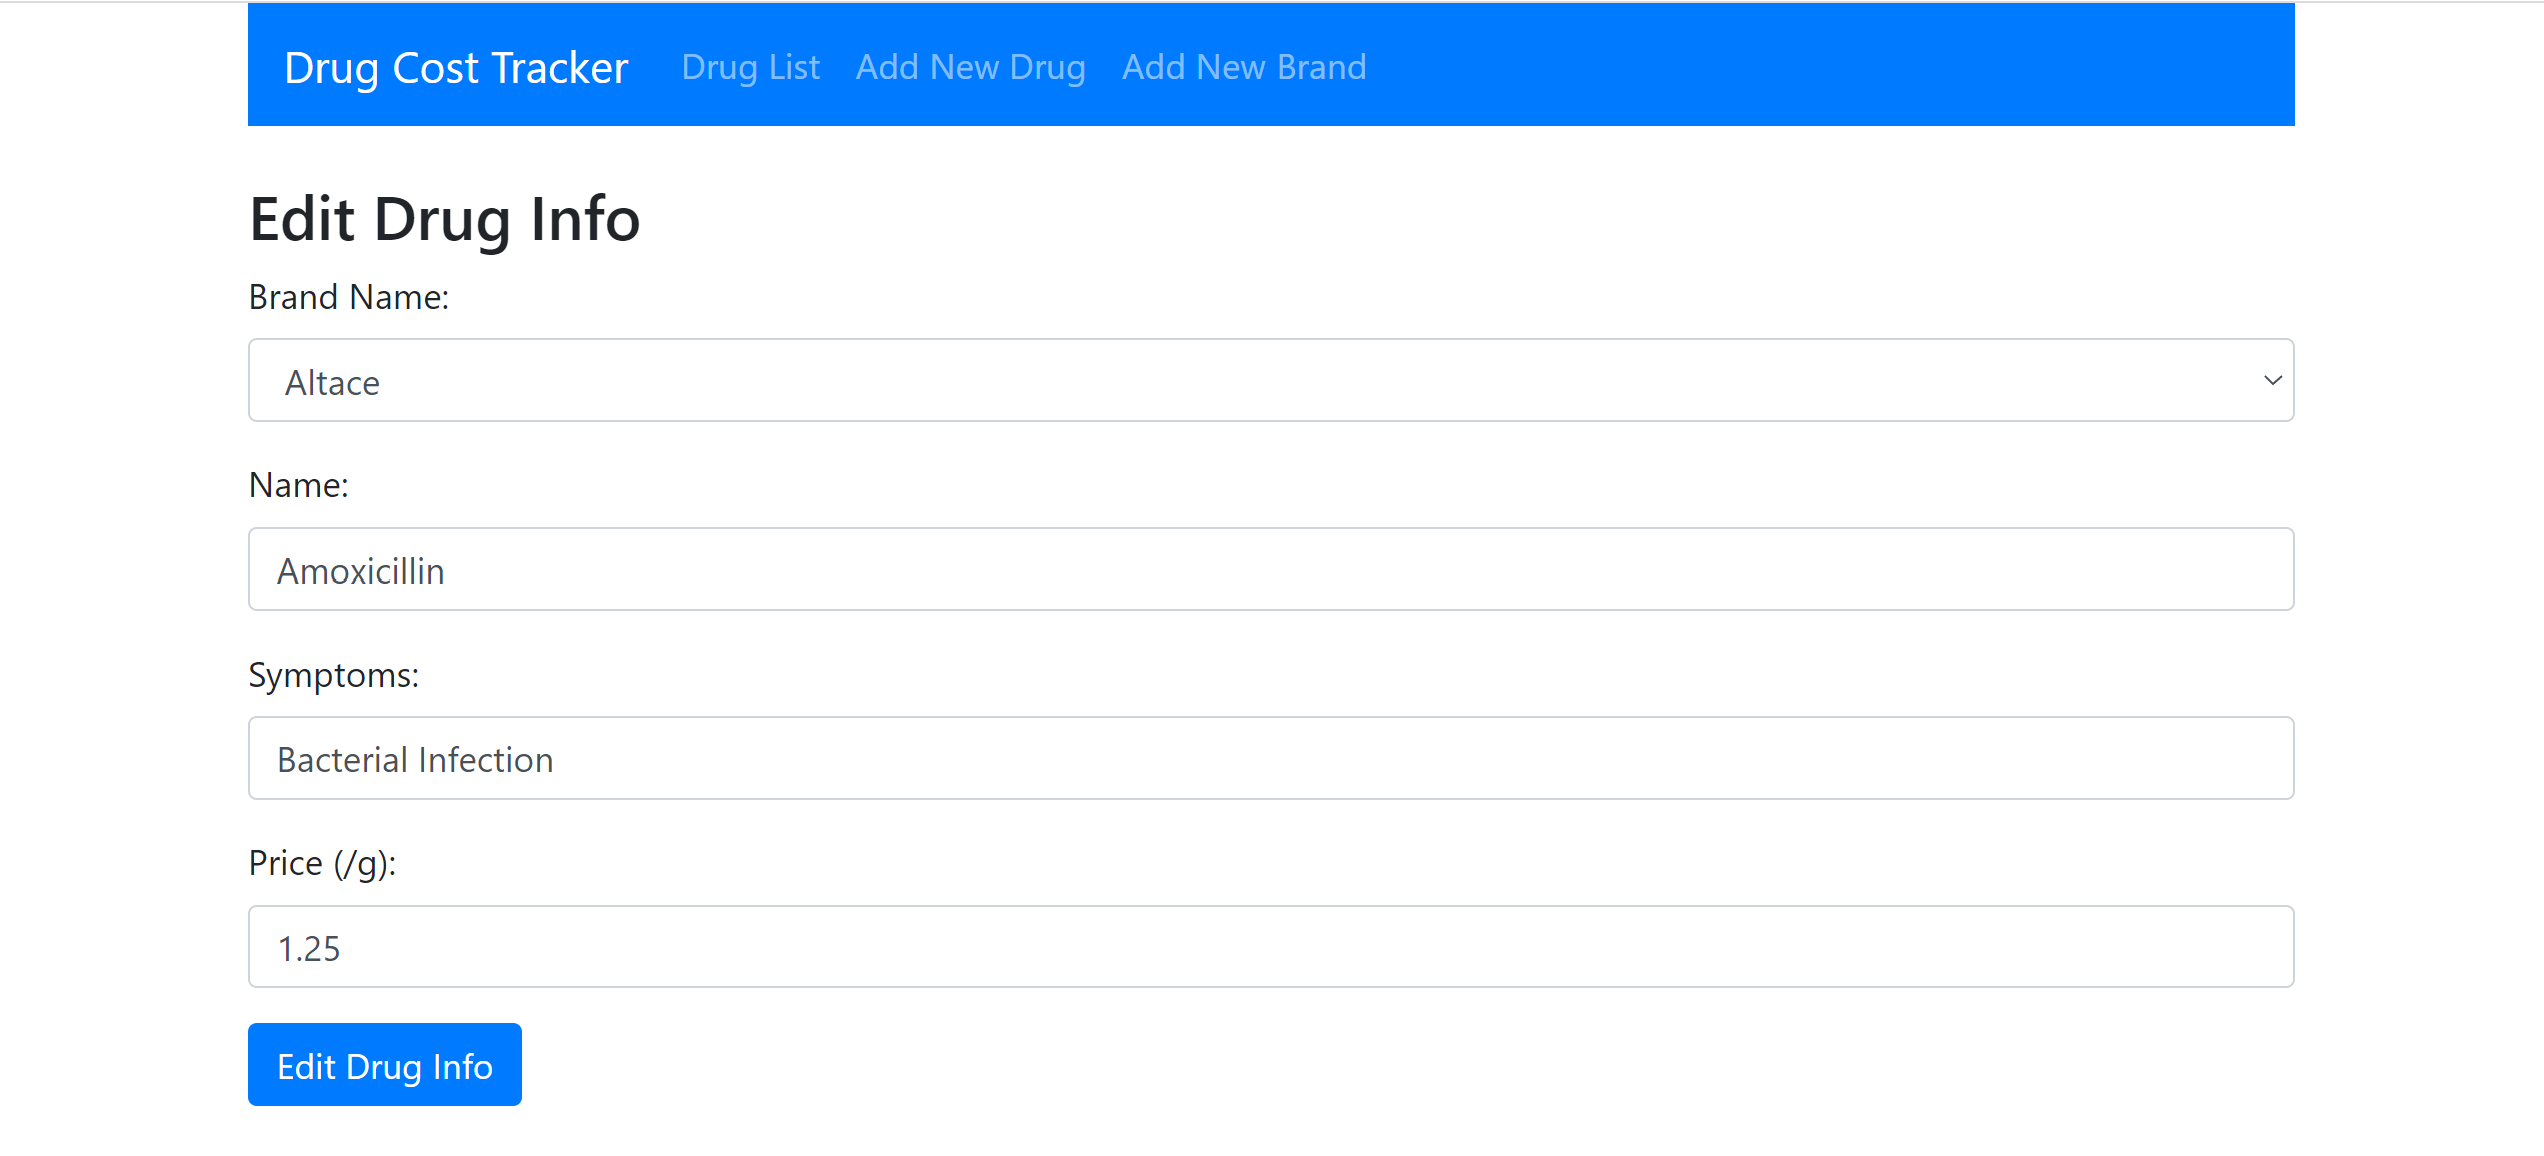 Drug Cost Tracker Drug List Add New Drug Add New Brand
Edit Drug Info
Brand Name:
Altace
Name:
Amoxicillin
Symptoms:
Bacterial Infection
Price (/g):
1.25
Edit Drug Info